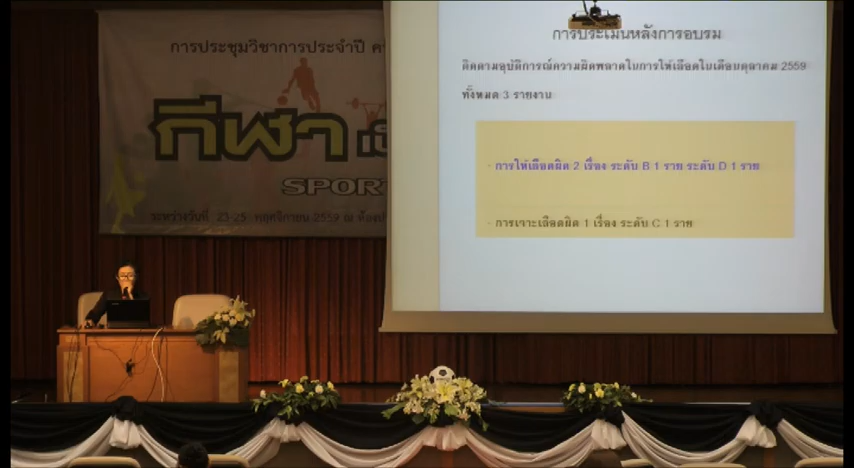 การประชุมวิชาการประจำปี
กีฬา
SPORT
ระหว่างวันที่ 23-25 พฤศจิกายน 2559 ณ ห้อง
การประเมินหลังการอบรม
ติดตามอุบัติการณ์ความผิดพลาดในการให้เลือดในเดือนตุลาคม 2559
ทั้งหมด 3 รายงาน
- การให้เลือดผิด 2 เรื่อง ระดับ B 1 ราย ระดับ D 1 ราย
- การเจาะเลือดผิด 1 เรื่อง ระดับ C 1 ราย